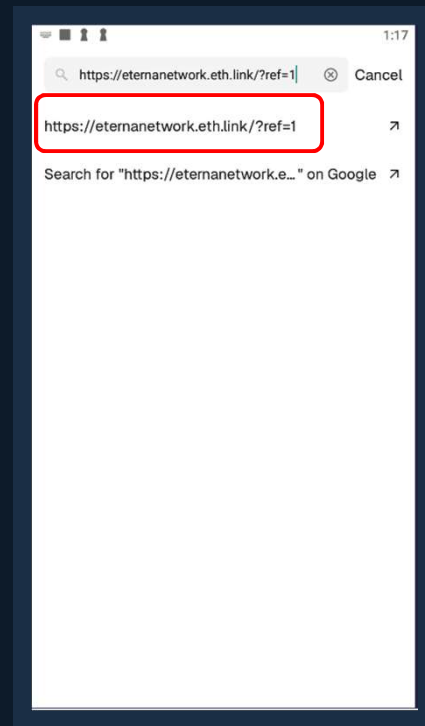 1:17
https://eternanetwork.eth.link/?ref=1
Cancel
https://eternanetwork.eth.link/?ref=1
Search for "https://eternanetwork.e..." on Google